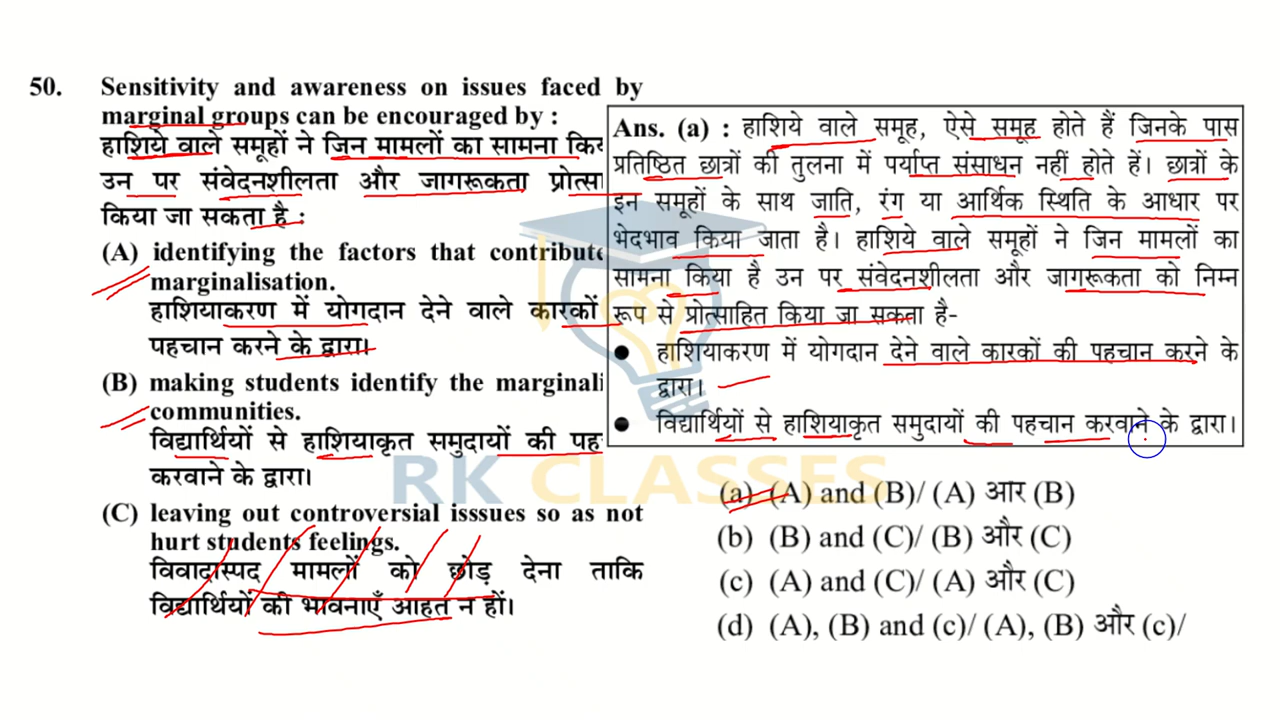 50. Sensitivity and awareness on issues faced by
marginal groups can be encouraged by :
हाशिये वाले समूहों ने जिन मामलों का सामना
उन पर संवेदनशीलता और जागरूकता
किया जा सकता है :
(A) identifying the factors that contribute
marginalisation.
हाशियाकरण में योगदान देने वाले कारकों
पहचान करने के द्वारा।
(B) making students identify the
communities.
विद्यार्थियों से हाशियाकृत समुदायों की
करवाने के द्वारा।
(C) leaving out controversial isssues so as not
hurt students feelings.
विवादास्पद मामलों को छोड़ देना ताकि
विद्यार्थियों की भावनाएँ आहत न हों।
Ans. (a) : हाशिये वाले समूह, ऐसे समूह होते हैं जिनके पास
प्रतिष्ठित छात्रों की तुलना में पर्याप्त संसाधन नहीं होते हें। छात्रों के
इन समूहों के साथ जाति, रंग या आर्थिक स्थिति के आधार पर
भेदभाव किया जाता है। हाशिये वाले समूहों ने जिन मामलों का
सामना किया है उन पर संवेदनशीलता और जागरूकता को निम्न
रूप से प्रोत्साहित किया जा सकता है-
● हाशियाकरण में योगदान देने वाले कारकों की पहचान करने के
द्वारा।
● विद्यार्थियों से हाशियाकृत समुदायों की पहचान करवाने के द्वारा।
RK CLASSES
(a) (A) and (B)/ (A) आर (B)
(b) (B) and (C)/ (B) और (C)
(c) (A) and (C)/ (A) और (C)
(d) (A), (B) and (c)/ (A), (B) और (c)/